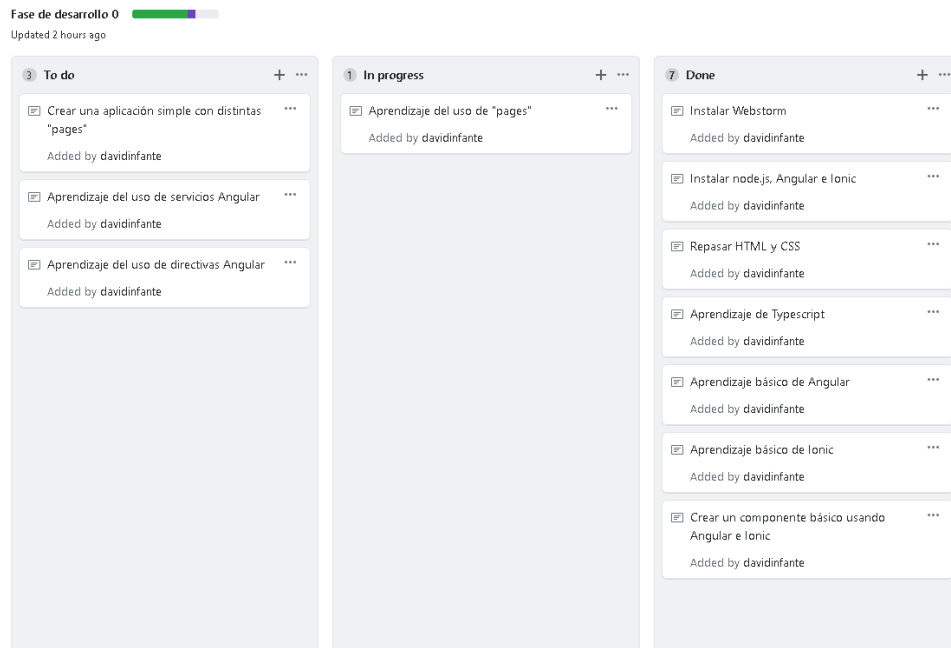 Fase de desarrollo 0
Updated 2 hours ago
3 To do
Crear una aplicación simple con distintas
"pages"
Added by davidinfante
Aprendizaje del uso de servicios Angular
Added by davidinfante
Aprendizaje del uso de directivas Angular
Added by davidinfante
1 In progress
Aprendizaje del uso de "pages"
Added by davidinfante
7 Done
Instalar Webstorm
Added by davidinfante
Instalar node.js, Angular e Ionic
Added by davidinfante
Repasar HTML y CSS
Added by davidinfante
Aprendizaje de Typescript
Added by davidinfante
Aprendizaje básico de Angular
Added by davidinfante
Aprendizaje básico de Ionic
Added by davidinfante
Crear un componente básico usando
Angular e Ionic
Added by davidinfante